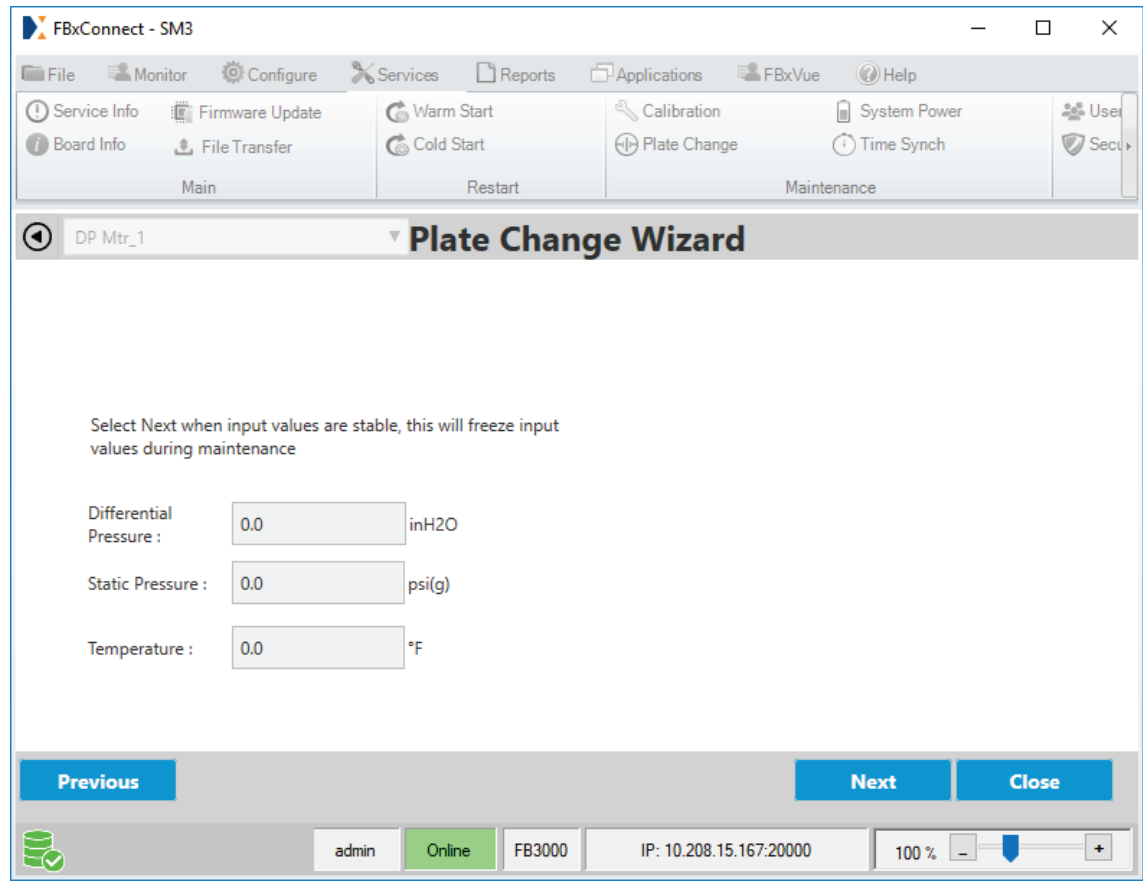 FBxConnect - SM3
File Monitor Configure Services Reports Applications FBxVue Help
Service Info Firmware Update Warm Start Calibration System Power User
Board Info File Transfer Cold Start Plate Change Time Synch Secu
Main Restart Maintenance
DP Mtr_1 Plate Change Wizard
Select Next when input values are stable, this will freeze input
values during maintenance
Differential
Pressure : 0.0 inH2O
Static Pressure : 0.0 psi(g)
Temperature : 0.0 °F
Previous Next Close
admin Online FB3000 IP: 10.208.15.167:20000 100 % - +